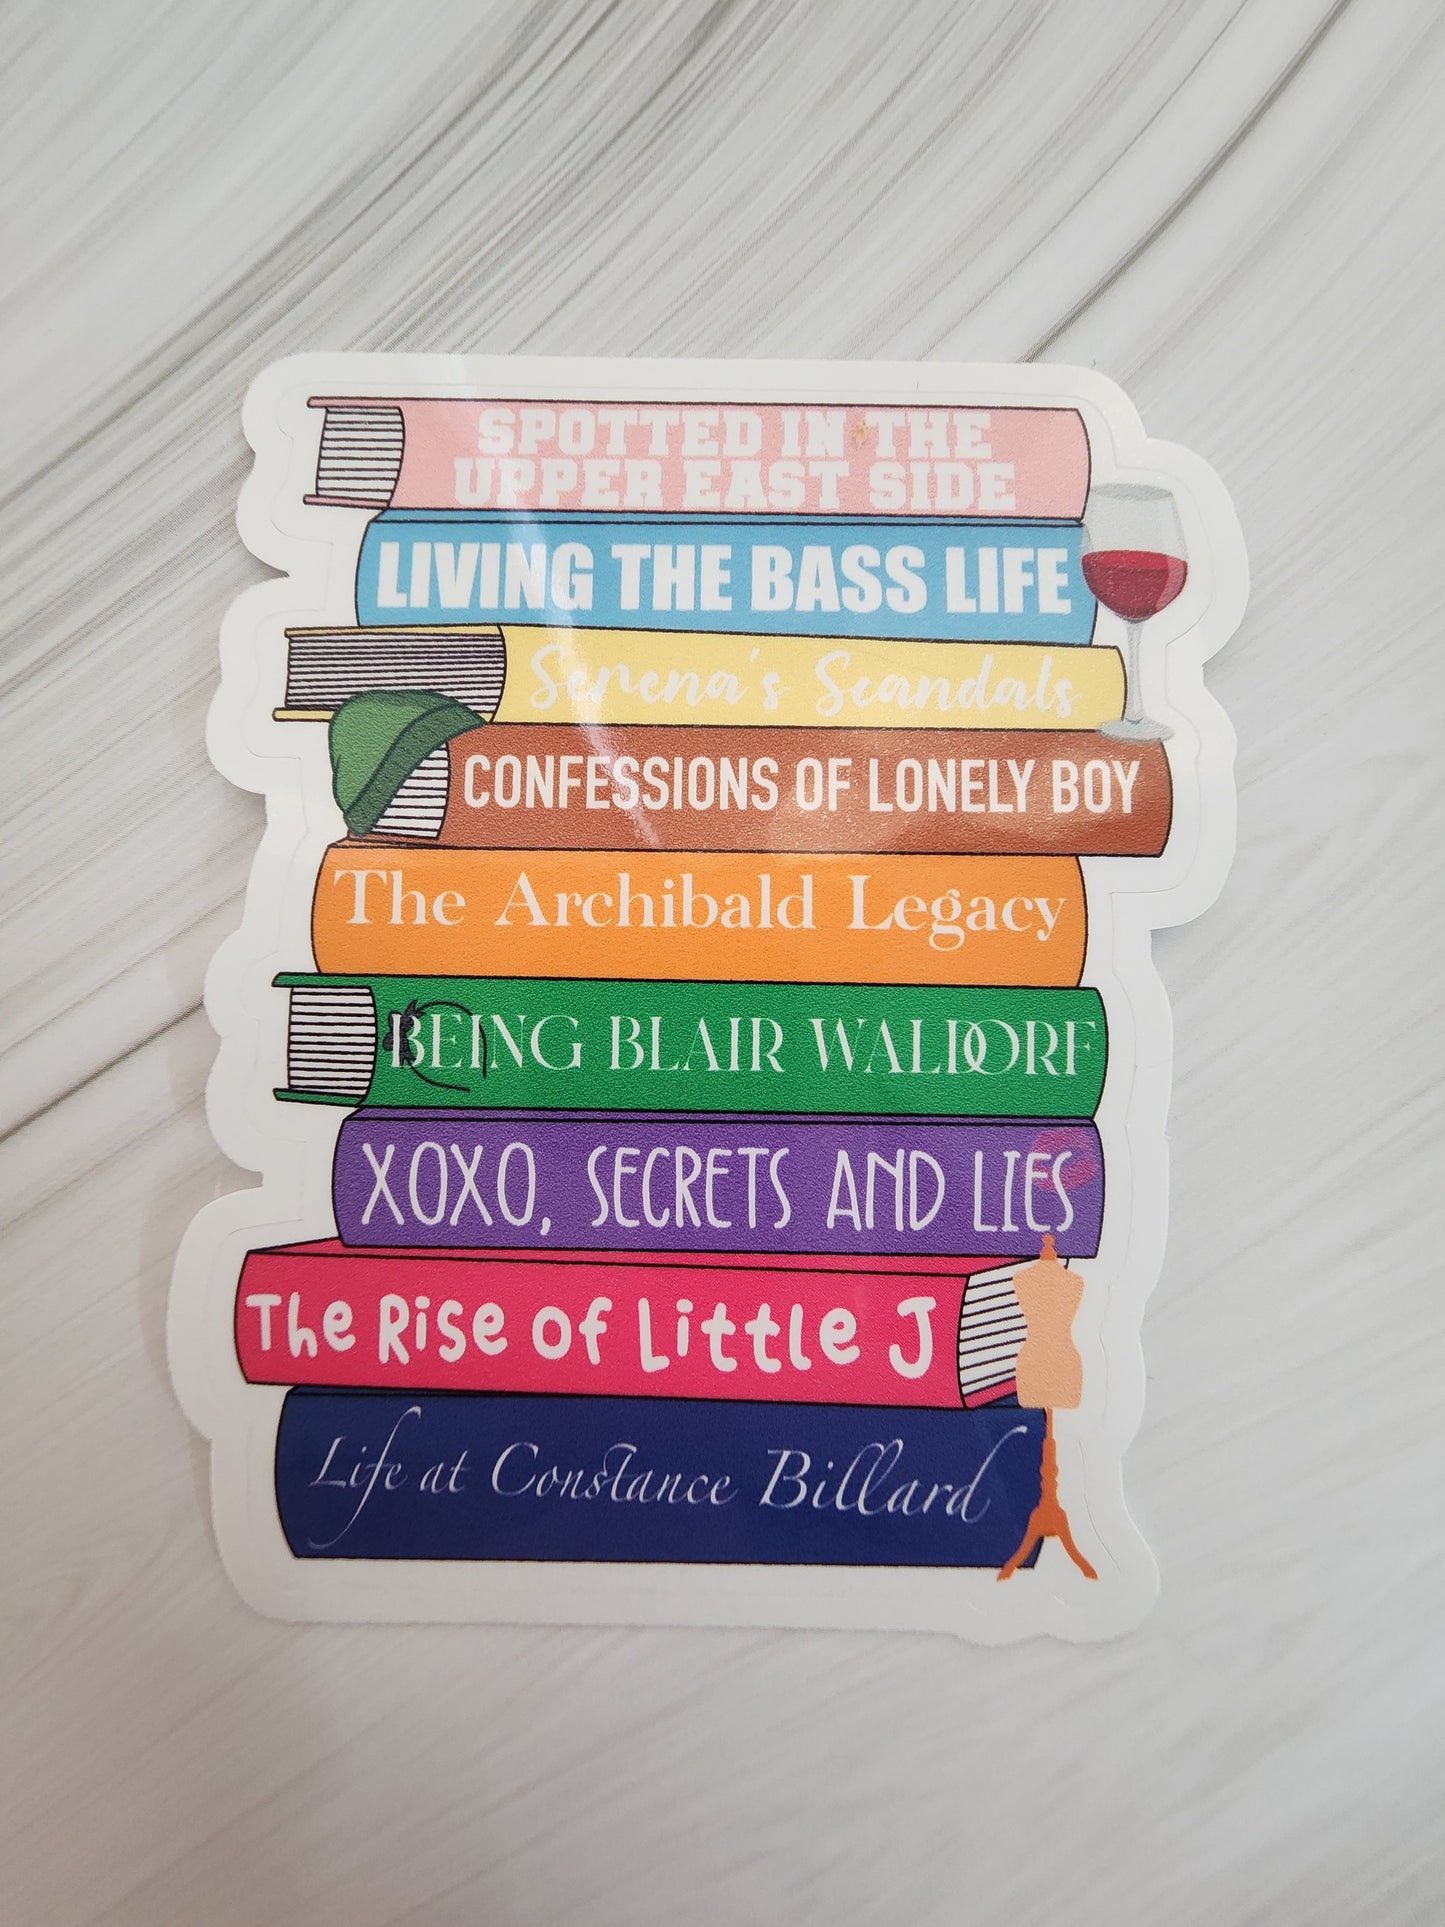 SPOTTED IN THE
UPPER EAST SIDE
LIVING THE BASS LIFE
Serena's Scandals
CONFESSIONS OF LONELY BOY
The Archibald Legacy
BEING BLAIR WALDORF
XOXO, SECRETS AND LIES
The Rise of Little J
Life at Constance Billard